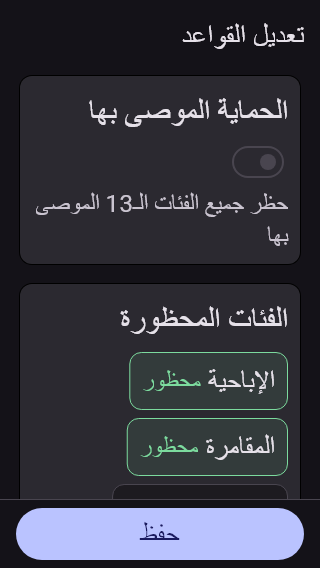 تعديل القواعد
الحماية الموصى بها
حظر جميع الفئات الـ13 الموصى
بها
الفئات المحظورة
الإباحية محظور
المقامرة محظور
حفظ